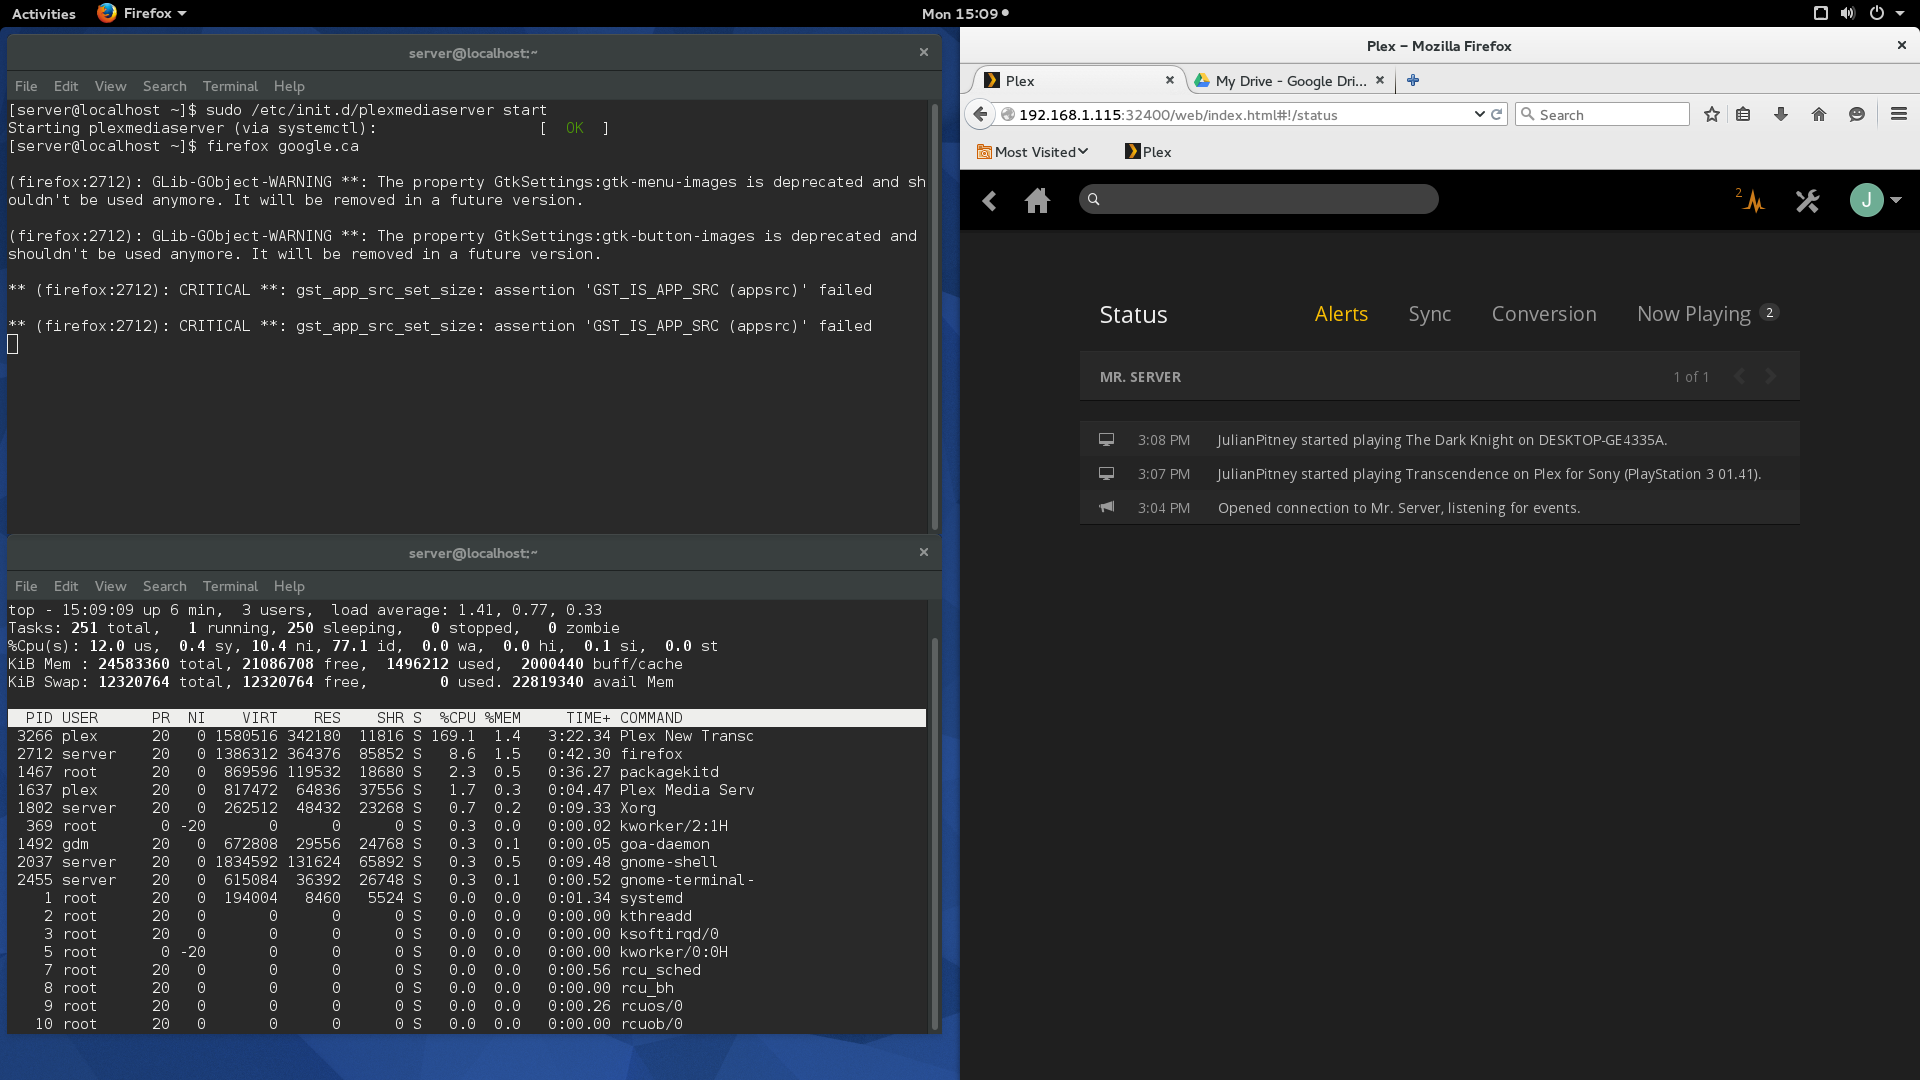 Activities Firefox Mon 15:09
server@localhost:~
File Edit View Search Terminal Help
[server@localhost ~]$ sudo /etc/init.d/plexmediaserver start
Starting plexmediaserver (via systemctl): [ OK ]
[server@localhost ~]$ firefox google.ca
(firefox:2712): GLib-GObject-WARNING **: The property GtkSettings:gtk-menu-images is deprecated and sh
ouldn't be used anymore. It will be removed in a future version.
(firefox:2712): GLib-GObject-WARNING **: The property GtkSettings:gtk-button-images is deprecated and
shouldn't be used anymore. It will be removed in a future version.
** (firefox:2712): CRITICAL **: gst_app_src_set_size: assertion 'GST_IS_APP_SRC (appsrc)' failed
** (firefox:2712): CRITICAL **: gst_app_src_set_size: assertion 'GST_IS_APP_SRC (appsrc)' failed
server@localhost:~
File Edit View Search Terminal Help
top - 15:09:09 up 6 min, 3 users, load average: 1.41, 0.77, 0.33
Tasks: 251 total, 1 running, 250 sleeping, 0 stopped, 0 zombie
%Cpu(s): 12.0 us, 0.4 sy, 10.4 ni, 77.1 id, 0.0 wa, 0.0 hi, 0.1 si, 0.0 st
KiB Mem : 24583360 total, 21086708 free, 1496212 used, 2000440 buff/cache
KiB Swap: 12320764 total, 12320764 free, 0 used. 22819340 avail Mem
PID USER PR NI VIRT RES SHR S %CPU %MEM TIME+ COMMAND
3266 plex 20 0 1580516 342180 11816 S 169.1 1.4 3:22.34 Plex New Transc
2712 server 20 0 1386312 364376 85852 S 8.6 1.5 0:42.30 firefox
1467 root 20 0 869596 119532 18680 S 2.3 0.5 0:36.27 packagekitd
1637 plex 20 0 817472 64836 37556 S 1.7 0.3 0:04.47 Plex Media Serv
1802 server 20 0 262512 48432 23268 S 0.7 0.2 0:09.33 Xorg
369 root 0 -20 0 0 0 S 0.3 0.0 0:00.02 kworker/2:1H
1492 gdm 20 0 672808 29556 24768 S 0.3 0.1 0:00.05 goa-daemon
2037 server 20 0 1834592 131624 65892 S 0.3 0.5 0:09.48 gnome-shell
2455 server 20 0 615084 36392 26748 S 0.3 0.1 0:00.52 gnome-terminal-
1 root 20 0 194004 8460 5524 S 0.0 0.0 0:01.34 systemd
2 root 20 0 0 0 0 S 0.0 0.0 0:00.00 kthreadd
3 root 20 0 0 0 0 S 0.0 0.0 0:00.00 ksoftirqd/0
5 root 0 -20 0 0 0 S 0.0 0.0 0:00.00 kworker/0:0H
7 root 20 0 0 0 0 S 0.0 0.0 0:00.56 rcu_sched
8 root 20 0 0 0 0 S 0.0 0.0 0:00.00 rcu_bh
9 root 20 0 0 0 0 S 0.0 0.0 0:00.26 rcuos/0
10 root 20 0 0 0 0 S 0.0 0.0 0:00.00 rcuob/0
Plex - Mozilla Firefox
Plex My Drive - Google Dri...
192.168.1.115:32400/web/index.html#!/status Search
Most Visited Plex
2 J
Status Alerts Sync Conversion Now Playing 2
MR. SERVER 1 of 1
3:08 PM JulianPitney started playing The Dark Knight on DESKTOP-GE4335A.
3:07 PM JulianPitney started playing Transcendence on Plex for Sony (PlayStation 3 01.41).
3:04 PM Opened connection to Mr. Server, listening for events.